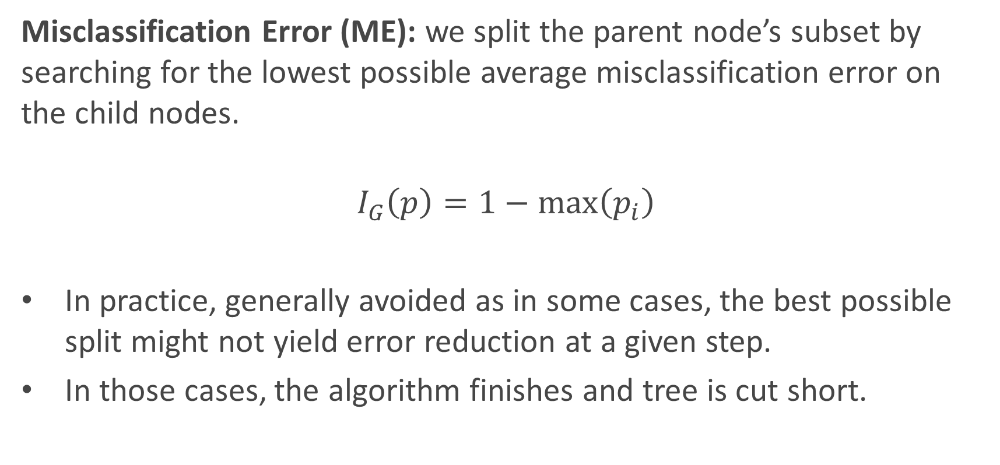 Misclassification Error (ME): we split the parent node’s subset by
searching for the lowest possible average misclassification error on
the child nodes.
I_G(p) = 1 − max(p_i)
• In practice, generally avoided as in some cases, the best possible
split might not yield error reduction at a given step.
• In those cases, the algorithm finishes and tree is cut short.